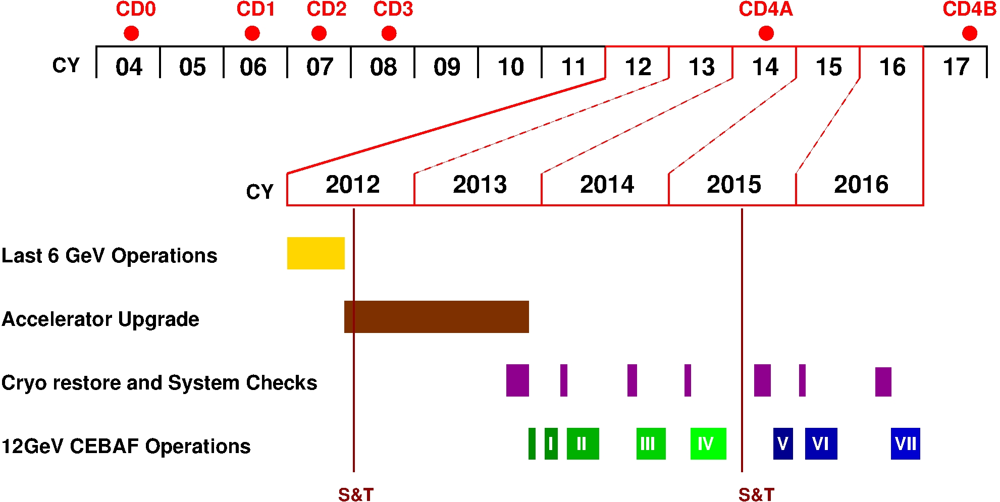 CD0 CD1 CD2 CD3 CD4A CD4B
CY 04 05 06 07 08 09 10 11 12 13 14 15 16 17
CY 2012 2013 2014 2015 2016
Last 6 GeV Operations
Accelerator Upgrade
Cryo restore and System Checks
12GeV CEBAF Operations I II III IV V VI VII
S&T S&T